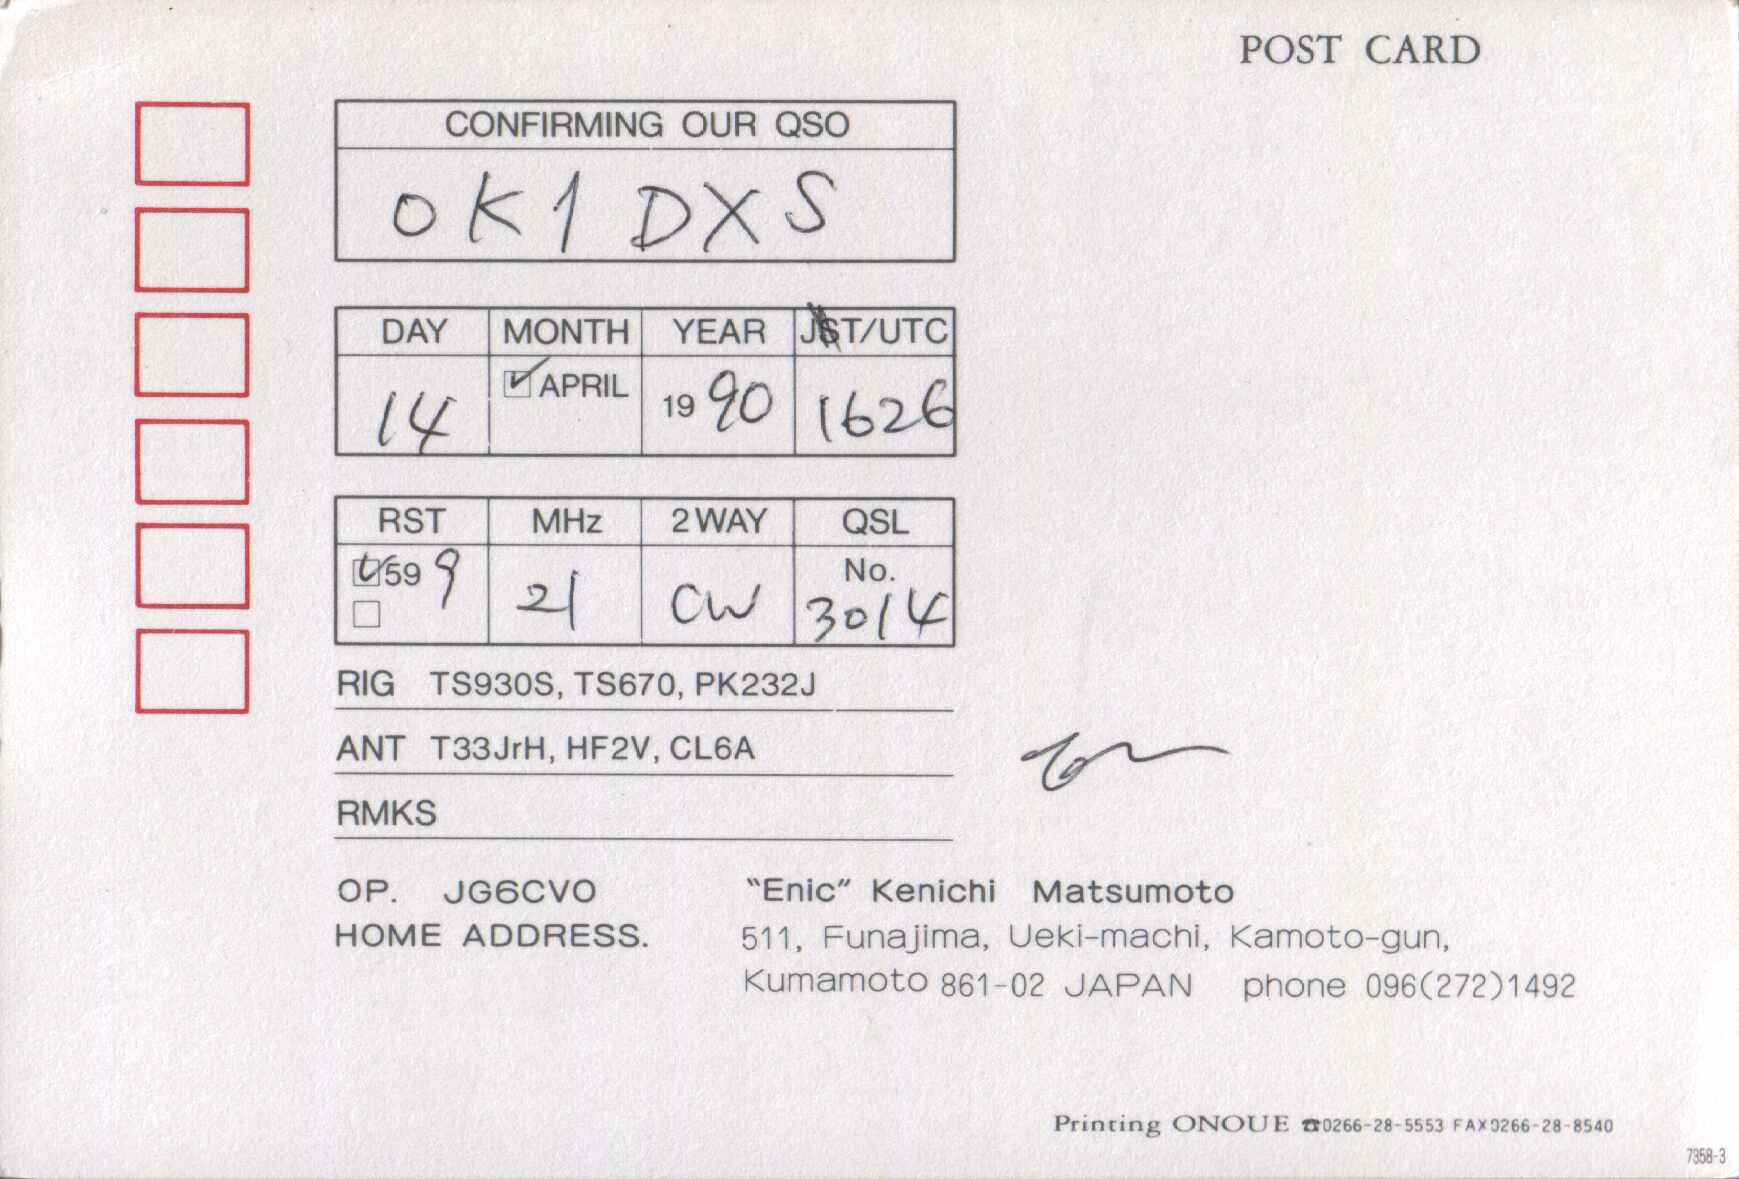 POST CARD
CONFIRMING OUR QSO
OK1DXS
DAY MONTH YEAR JST/UTC
14 APRIL 1990 1626
RST MHz 2WAY QSL
599 21 CW No. 3014
RIG TS930S, TS670, PK232J
ANT T33JrH, HF2V, CL6A
RMKS
OP. JG6CVO "Enic" Kenichi Matsumoto
HOME ADDRESS. 511, Funajima, Ueki-machi, Kamoto-gun,
Kumamoto 861-02 JAPAN phone 096(272)1492
Printing ONOUE ☎0266-28-5553 FAX0266-28-8540
7358-3